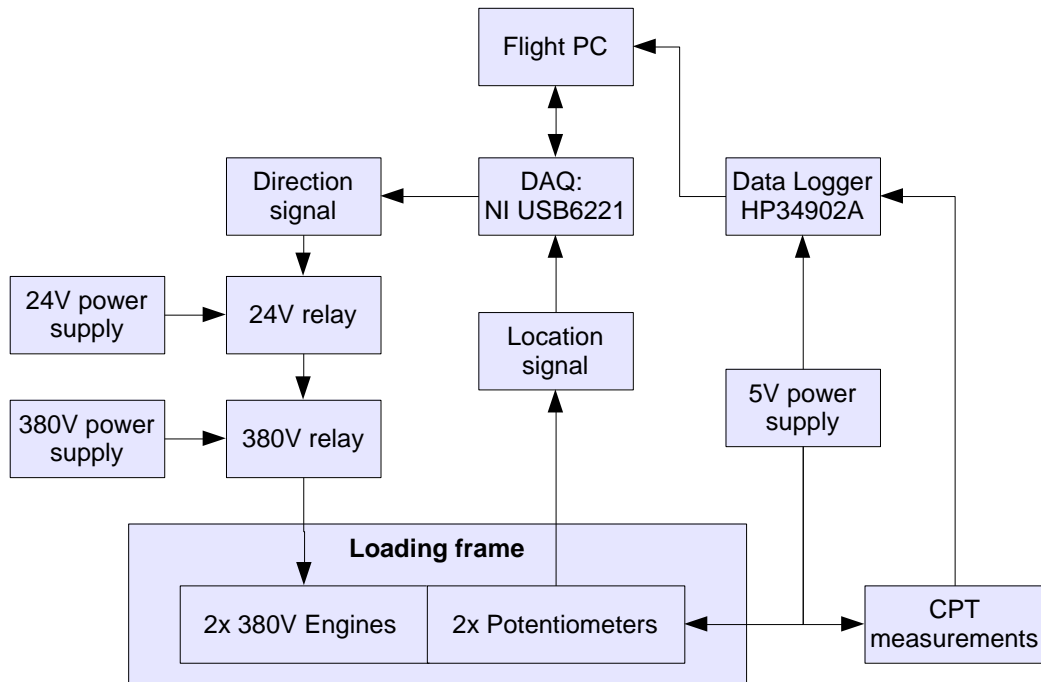 Flight PC
Direction
signal
DAQ:
NI USB6221
Data Logger
HP34902A
24V power
supply
24V relay
Location
signal
5V power
supply
380V power
supply
380V relay
Loading frame
2x 380V Engines
2x Potentiometers
CPT
measurements